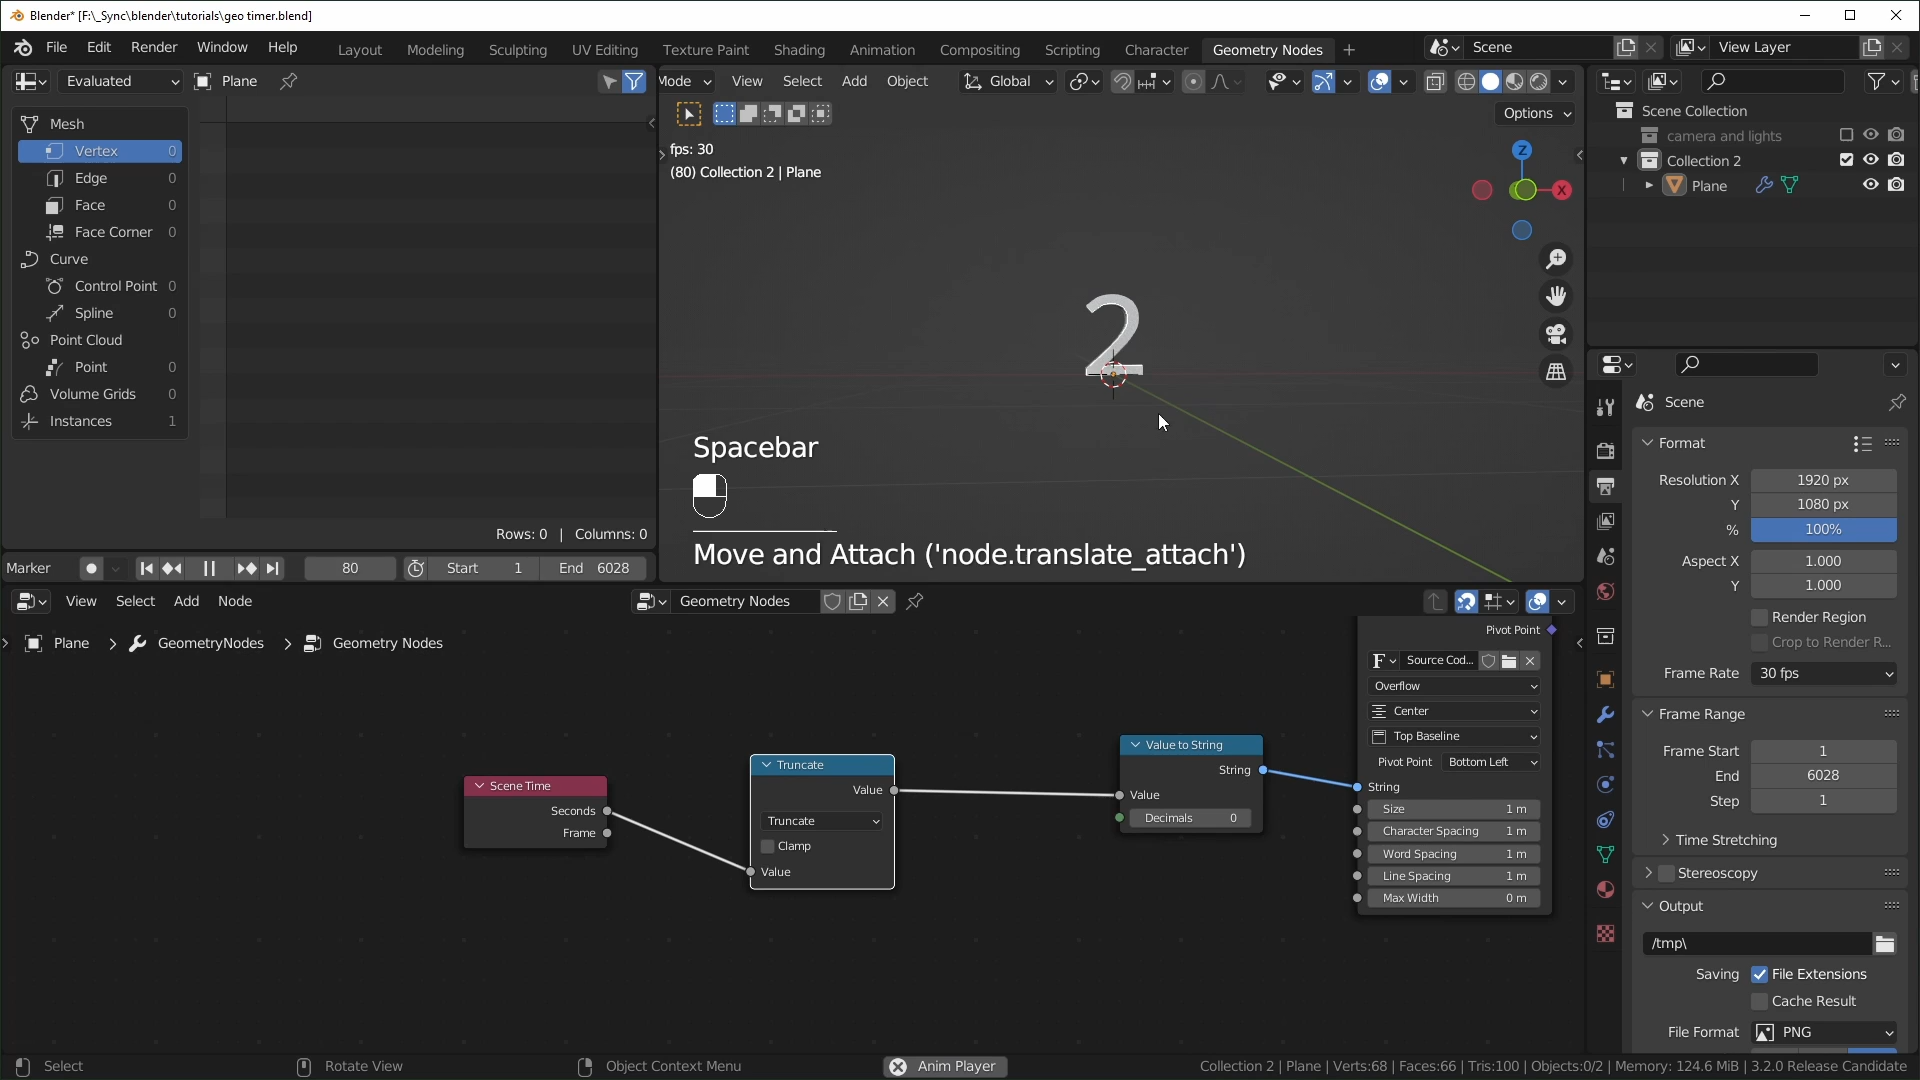 Blender* [F:\_Sync\blender\tutorials\geo timer.blend]
File Edit Render Window Help
Layout Modeling Sculpting UV Editing Texture Paint Shading Animation Compositing Scripting Character Geometry Nodes +
Scene
View Layer
Evaluated
Plane
Mode View Select Add Object
Global
Options
Mesh
Vertex 0
Edge 0
Face 0
Face Corner 0
Curve
Control Point 0
Spline 0
Point Cloud
Point 0
Volume Grids 0
Instances 1
Rows: 0 | Columns: 0
fps: 30
(80) Collection 2 | Plane
Z
X
2
Spacebar
Move and Attach ('node.translate_attach')
Scene Collection
camera and lights
Collection 2
Plane
Marker
80
Start 1
End 6028
View Select Add Node
Geometry Nodes
Plane > GeometryNodes > Geometry Nodes
Scene Time
Seconds
Frame
Truncate
Value
Truncate
Clamp
Value
Value to String
String
Value
Decimals 0
Pivot Point
F Source Cod...
Overflow
Center
Top Baseline
Pivot Point Bottom Left
String
Size 1 m
Character Spacing 1 m
Word Spacing 1 m
Line Spacing 1 m
Max Width 0 m
Scene
Format
Resolution X 1920 px
Y 1080 px
% 100%
Aspect X 1.000
Y 1.000
Render Region
Crop to Render R...
Frame Rate 30 fps
Frame Range
Frame Start 1
End 6028
Step 1
Time Stretching
Stereoscopy
Output
/tmp\
Saving File Extensions
Cache Result
File Format PNG
Select
Rotate View
Object Context Menu
Anim Player
Collection 2 | Plane | Verts:68 | Faces:66 | Tris:100 | Objects:0/2 | Memory: 124.6 MiB | 3.2.0 Release Candidate